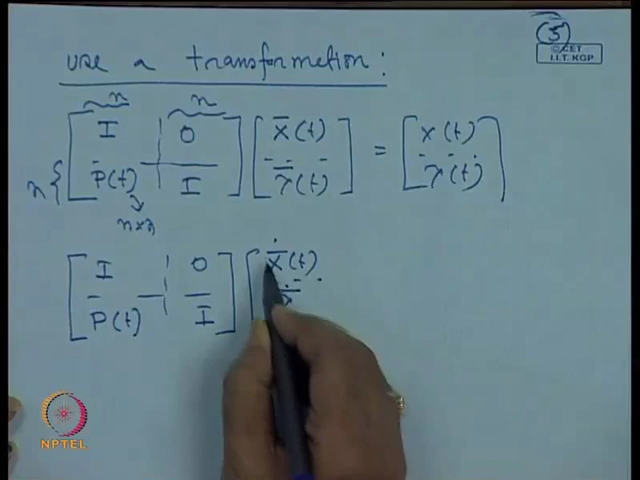 (5)
© CET
I.I.T. KGP
use a transformation:
n n
n { [ I 0 ; P(t) I ] [ x̄(t) ; λ̄(t) ] = [ x(t) ; λ(t) ]
n×n
[ I 0 ; P(t) I ] [ x̄̇(t)
NPTEL